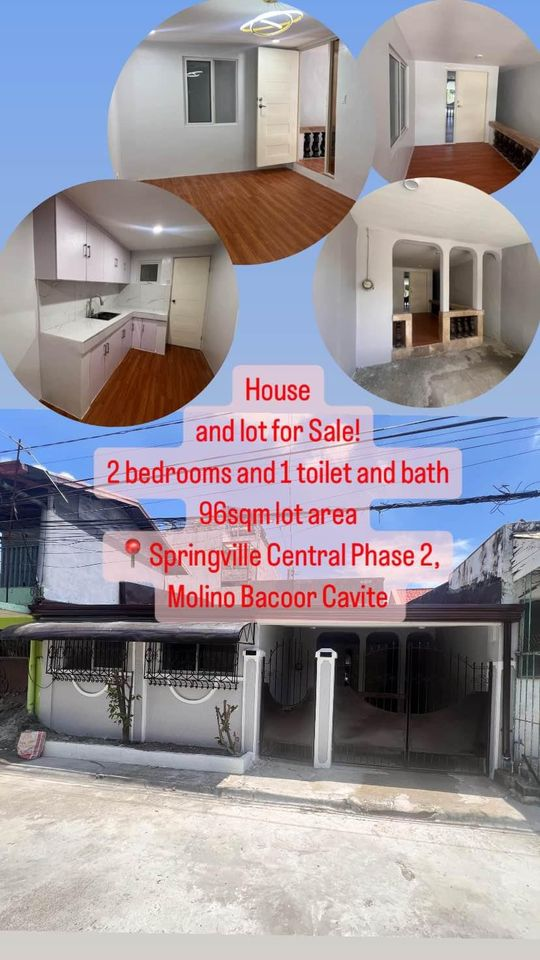 House
and lot for Sale!
2 bedrooms and 1 toilet and bath
96sqm lot area
📍 Springville Central Phase 2,
Molino Bacoor Cavite